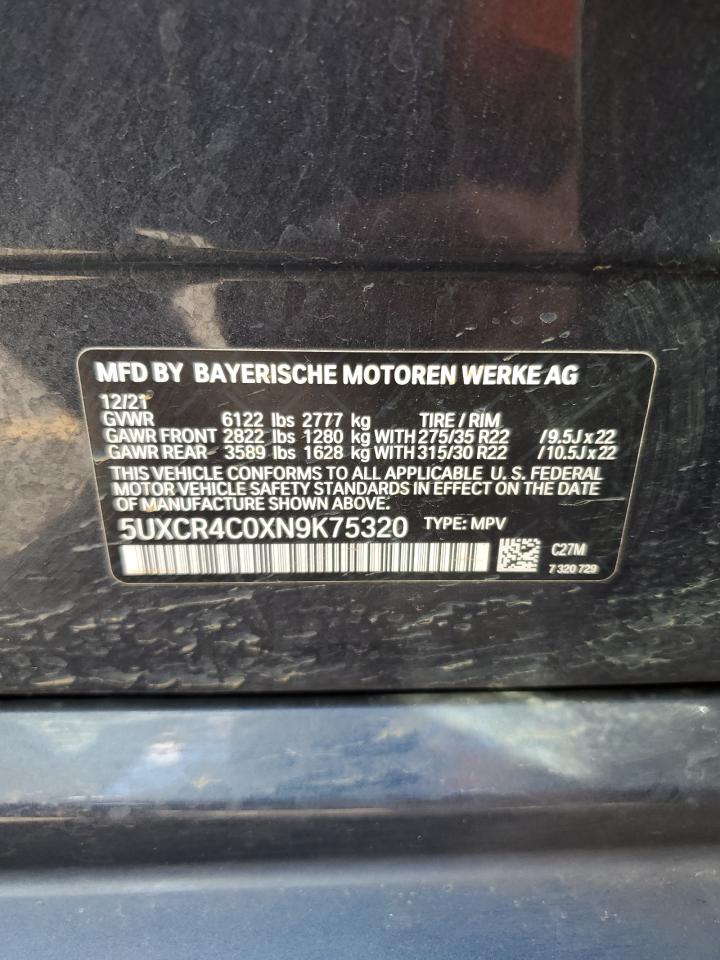 MFD BY BAYERISCHE MOTOREN WERKE AG
12/21
GVWR 6122 lbs 2777 kg TIRE / RIM
GAWR FRONT 2822 lbs 1280 kg WITH 275/35 R22 /9.5J x 22
GAWR REAR 3589 lbs 1628 kg WITH 315/30 R22 /10.5J x 22
THIS VEHICLE CONFORMS TO ALL APPLICABLE U. S. FEDERAL
MOTOR VEHICLE SAFETY STANDARDS IN EFFECT ON THE DATE
OF MANUFACTURE SHOWN ABOVE.
5UXCR4C0XN9K75320 TYPE: MPV
C27M
7 320 729